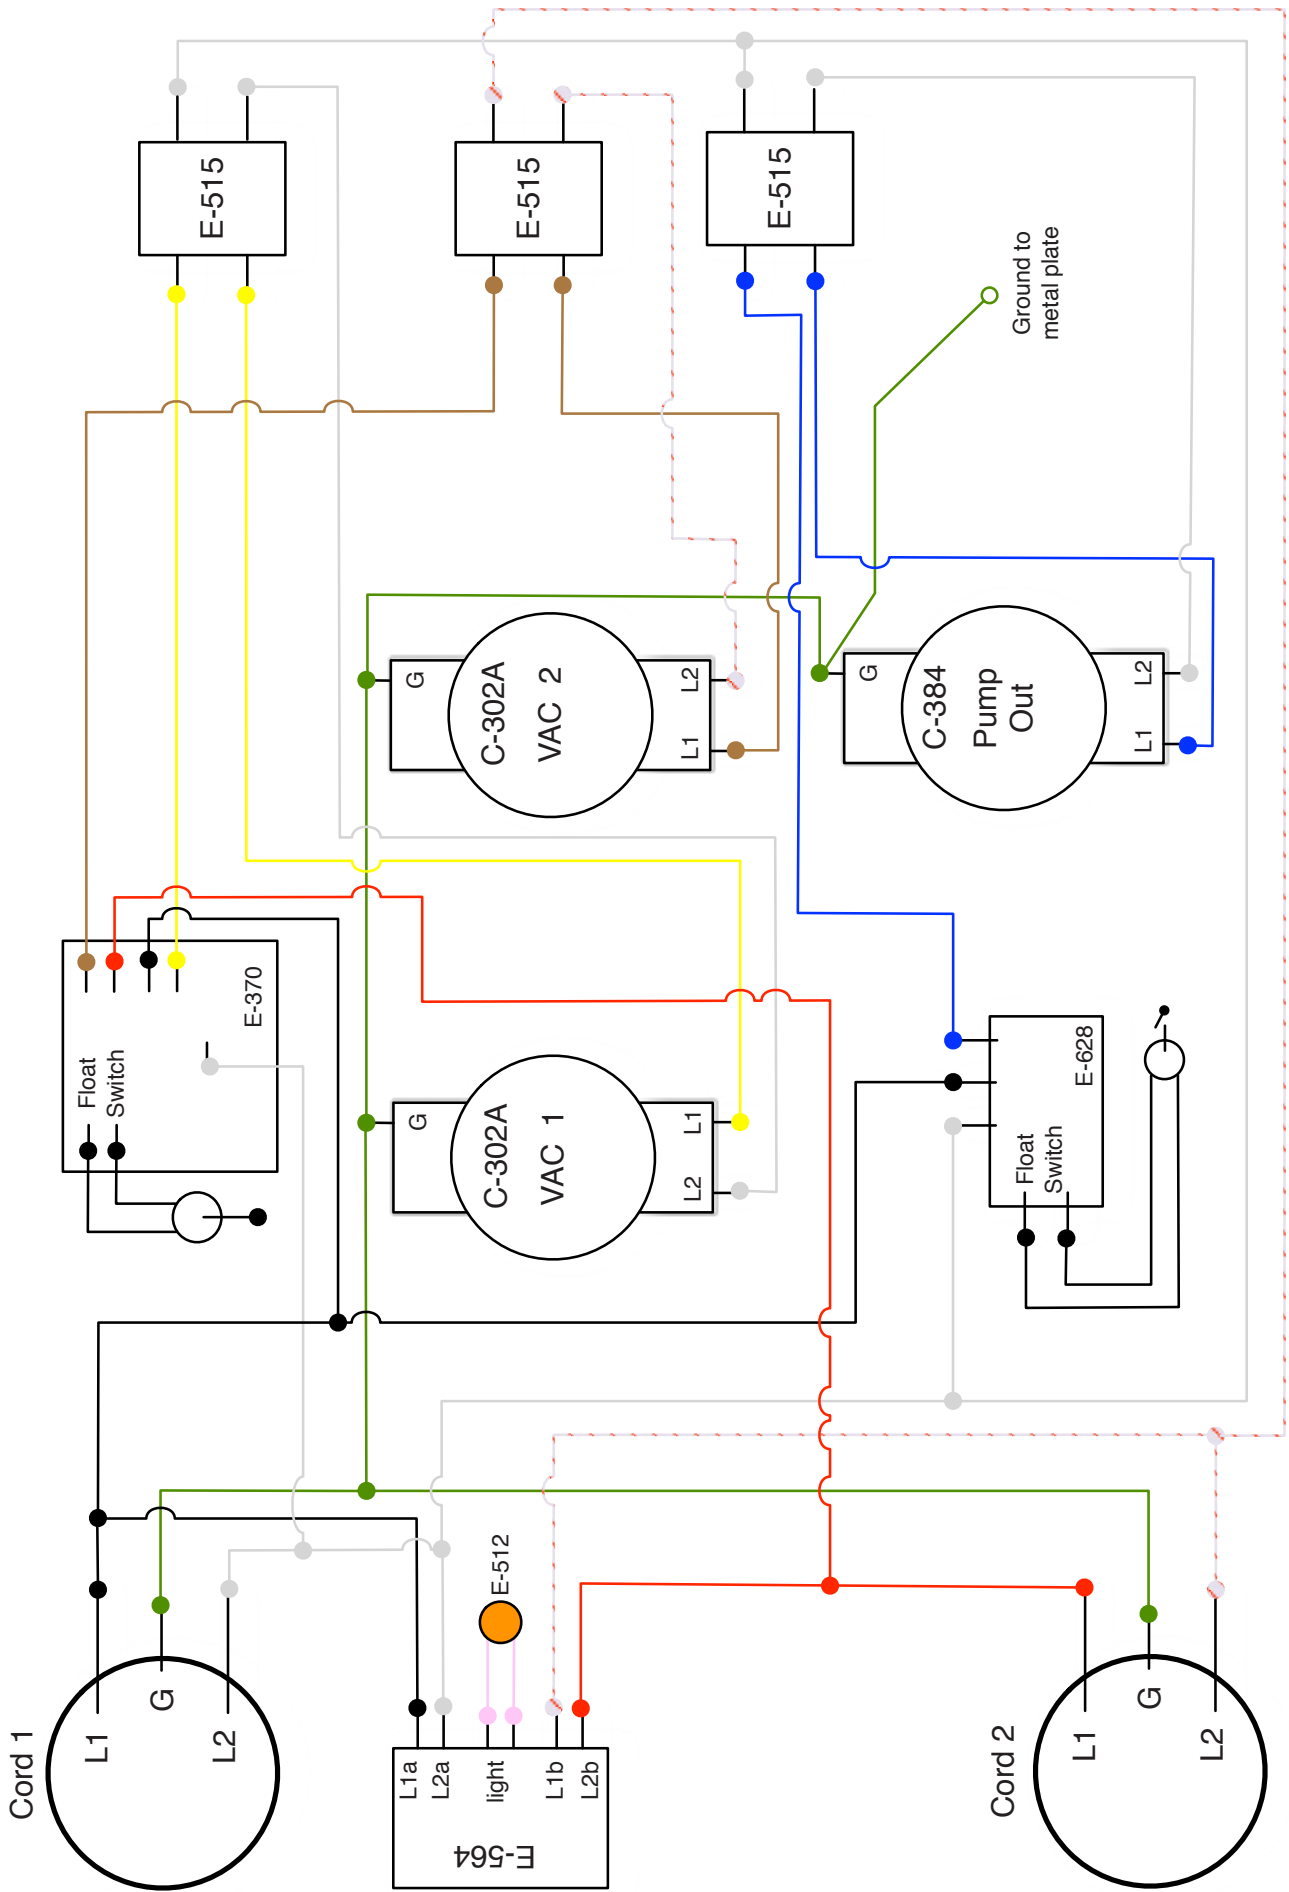 E-515
E-515
E-515
Ground to
metal plate
G
C-302A
VAC 2
L2
L1
G
C-384
Pump
Out
L2
L1
E-370
Float
Switch
G
C-302A
VAC 1
L1
L2
E-628
Float
Switch
E-512
Cord 1
L1
G
L2
L1a
L2a
light
L1b
L2b
E-564
Cord 2
L1
G
L2